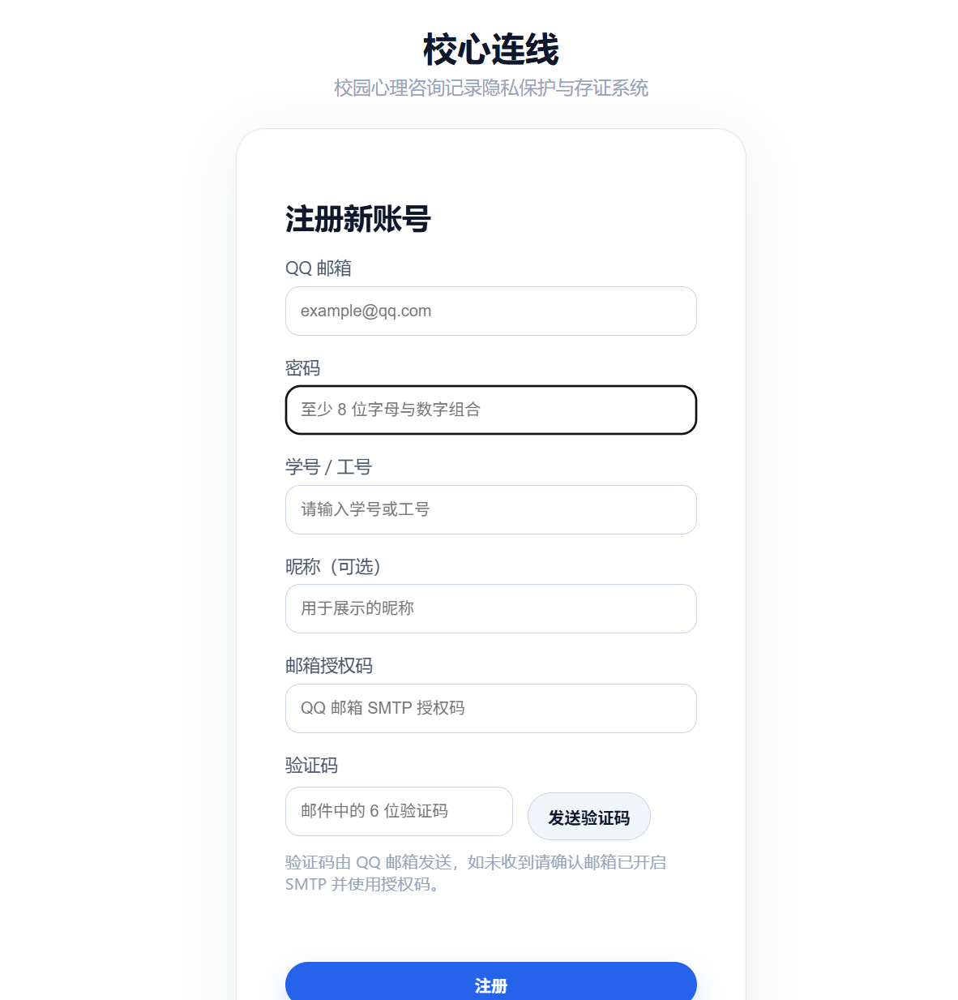 校心连线
校园心理咨询记录隐私保护与存证系统
注册新账号
QQ 邮箱
example@qq.com
密码
至少 8 位字母与数字组合
学号 / 工号
请输入学号或工号
昵称（可选）
用于展示的昵称
邮箱授权码
QQ 邮箱 SMTP 授权码
验证码
邮件中的 6 位验证码
发送验证码
验证码由 QQ 邮箱发送，如未收到请确认邮箱已开启
SMTP 并使用授权码。
注册